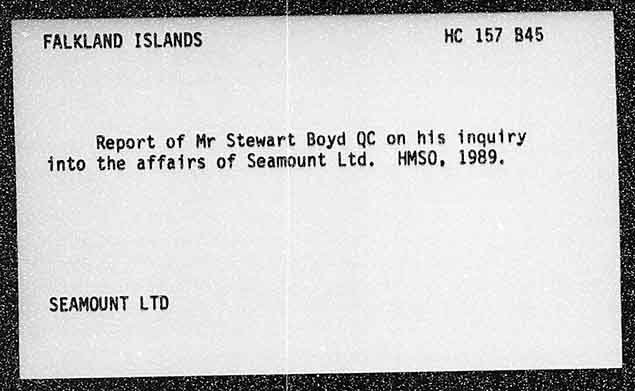 FALKLAND ISLANDS HC 157 B45
Report of Mr Stewart Boyd QC on his inquiry
into the affairs of Seamount Ltd. HMSO, 1989.
SEAMOUNT LTD